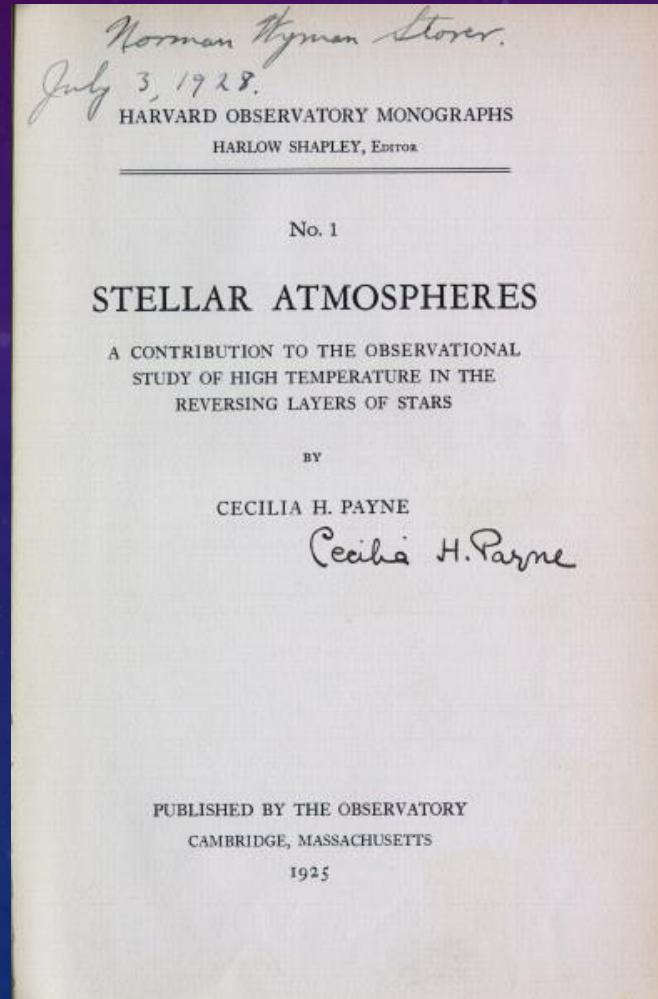 Norman Wyman Storer.
July 3, 1928.
HARVARD OBSERVATORY MONOGRAPHS
HARLOW SHAPLEY, EDITOR
No. 1
STELLAR ATMOSPHERES
A CONTRIBUTION TO THE OBSERVATIONAL
STUDY OF HIGH TEMPERATURE IN THE
REVERSING LAYERS OF STARS
BY
CECILIA H. PAYNE
Cecilia H. Payne
PUBLISHED BY THE OBSERVATORY
CAMBRIDGE, MASSACHUSETTS
1925